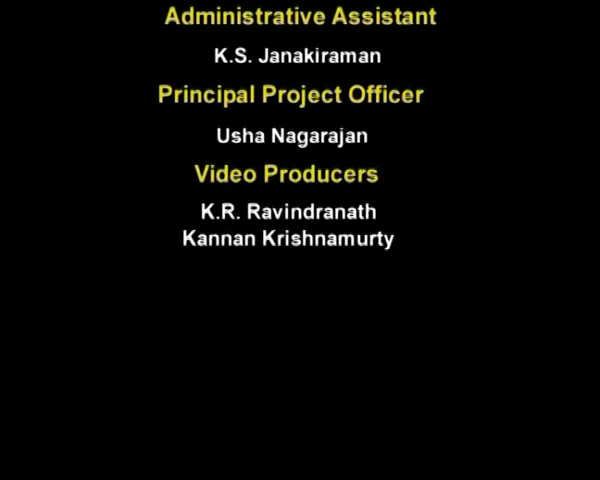 Administrative Assistant
K.S. Janakiraman
Principal Project Officer
Usha Nagarajan
Video Producers
K.R. Ravindranath
Kannan Krishnamurty